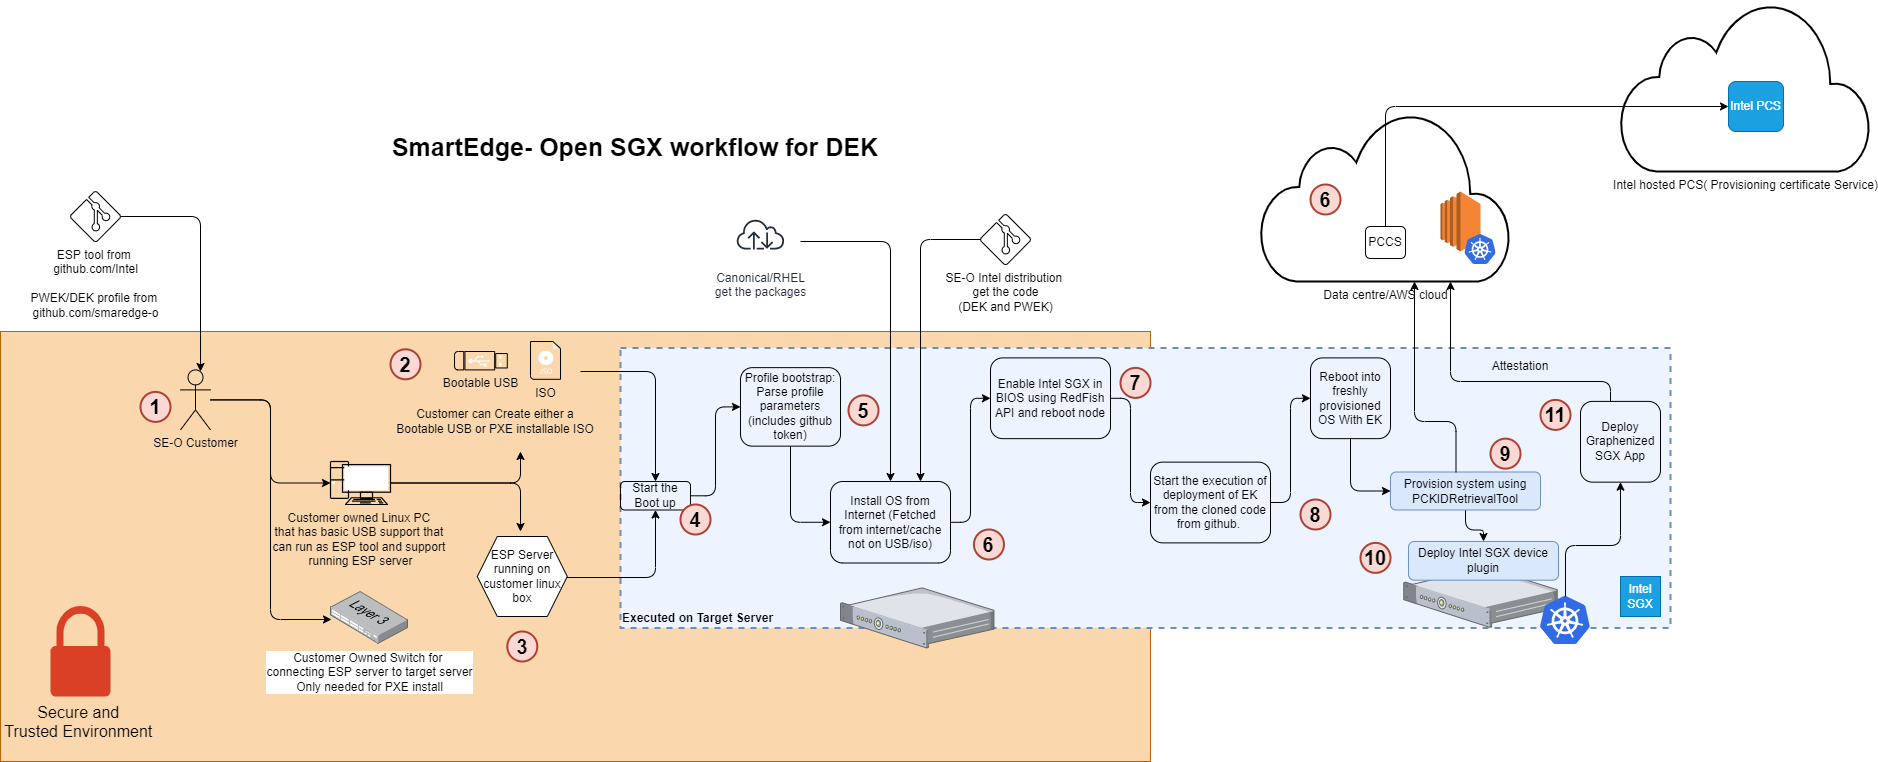 SmartEdge- Open SGX workflow for DEK
ESP tool from
github.com/Intel
PWEK/DEK profile from
github.com/smaredge-o
1
SE-O Customer
2
Bootable USB
ISO
ISO
Customer can Create either a
Bootable USB or PXE installable ISO
Customer owned Linux PC
that has basic USB support that
can run as ESP tool and support
running ESP server
ESP Server
running on
customer linux
box
3
Layer 3
Customer Owned Switch for
connecting ESP server to target server
Only needed for PXE install
Secure and
Trusted Environment
Start the
Boot up
4
Profile bootstrap:
Parse profile
parameters
(includes github
token)
5
Canonical/RHEL
get the packages
SE-O Intel distribution
get the code
(DEK and PWEK)
Install OS from
Internet (Fetched
from internet/cache
not on USB/iso)
6
Executed on Target Server
Enable Intel SGX in
BIOS using RedFish
API and reboot node
7
Start the execution of
deployment of EK
from the cloned code
from github.
8
Reboot into
freshly
provisioned
OS With EK
9
Provision system using
PCKIDRetrievalTool
10
Deploy Intel SGX device
plugin
11
Deploy
Graphenized
SGX App
Attestation
Intel
SGX
6
PCCS
Data centre/AWS cloud
Intel PCS
Intel hosted PCS( Provisioning certificate Service)